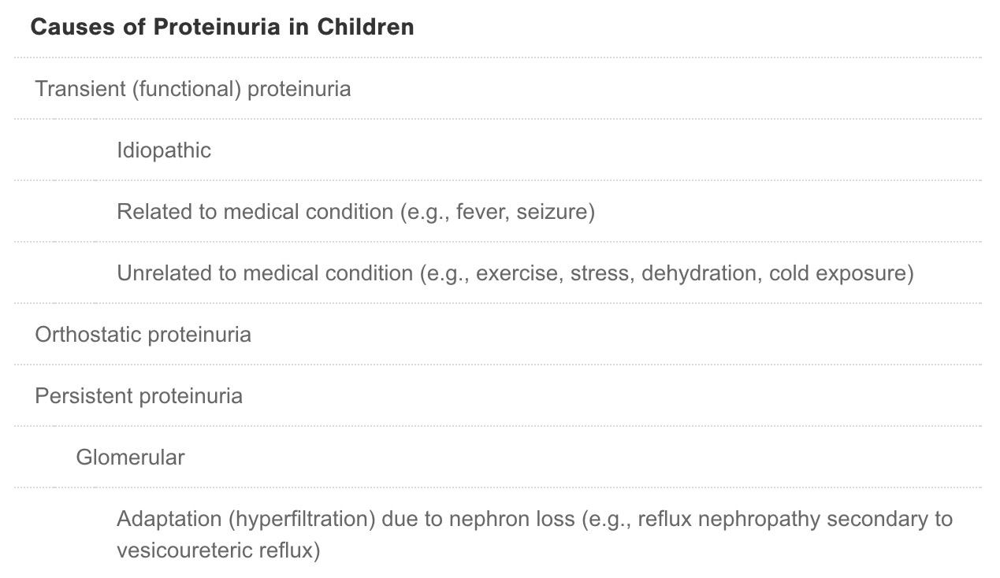 Causes of Proteinuria in Children
Transient (functional) proteinuria
Idiopathic
Related to medical condition (e.g., fever, seizure)
Unrelated to medical condition (e.g., exercise, stress, dehydration, cold exposure)
Orthostatic proteinuria
Persistent proteinuria
Glomerular
Adaptation (hyperfiltration) due to nephron loss (e.g., reflux nephropathy secondary to
vesicoureteric reflux)